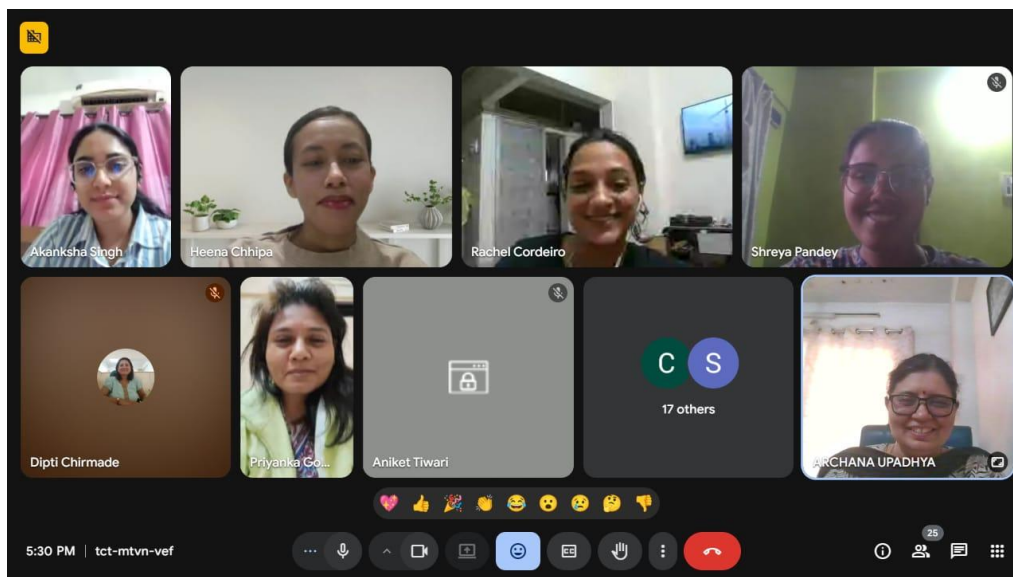 Akanksha Singh
Heena Chhipa
Rachel Cordeiro
Shreya Pandey
Dipti Chirmade
Priyanka Go...
Aniket Tiwari
C S
17 others
ARCHANA UPADHYA
5:30 PM | tct-mtvn-vef
CC
25